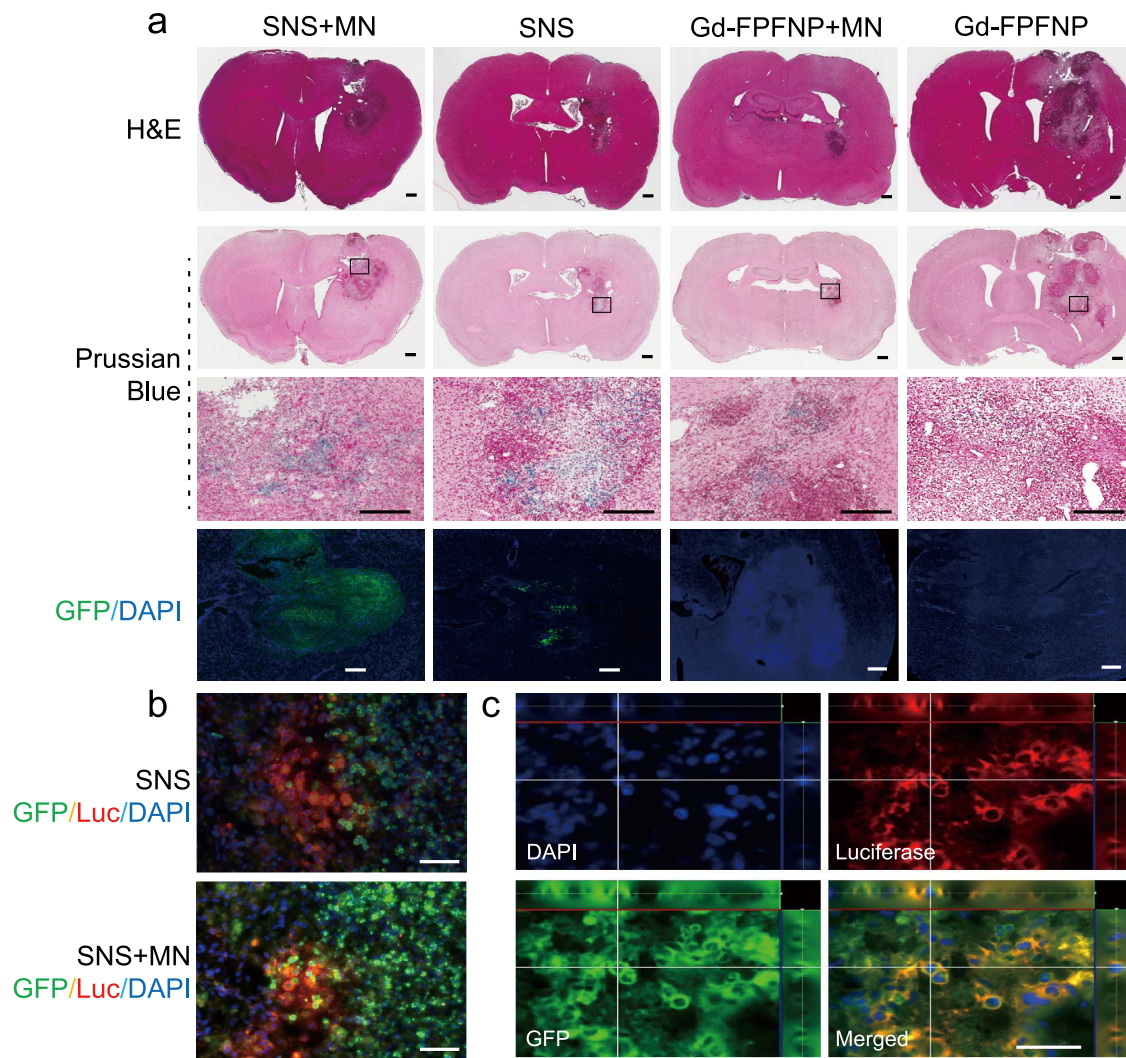 a
SNS+MN SNS Gd-FPFNP+MN Gd-FPFNP
H&E
Prussian
Blue
GFP/DAPI
b
SNS
GFP/Luc/DAPI
SNS+MN
GFP/Luc/DAPI
c
DAPI
Luciferase
GFP
Merged